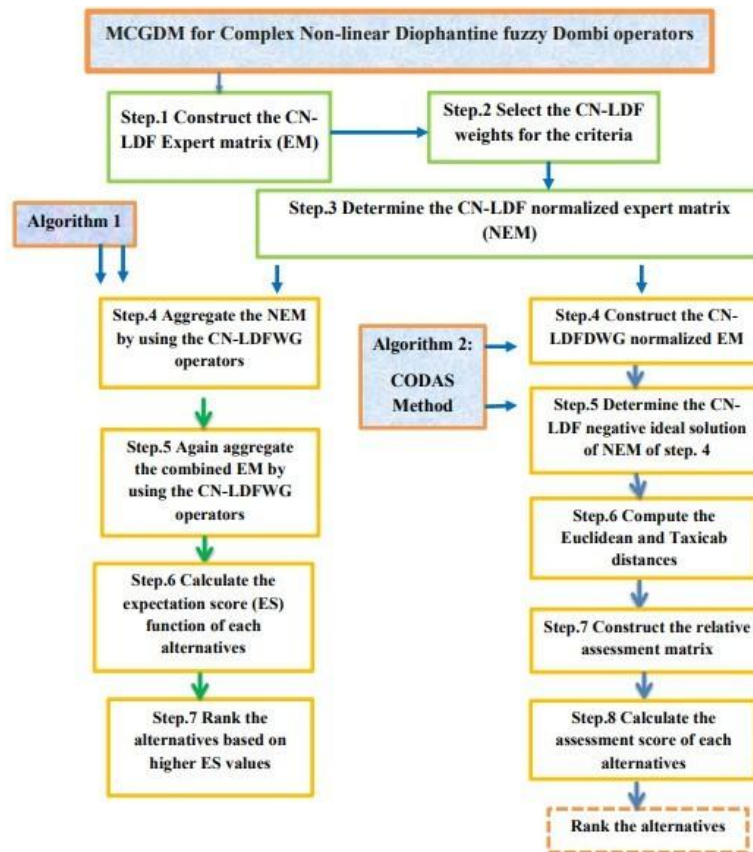 MCGDM for Complex Non-linear Diophantine fuzzy Dombi operators
Step.1 Construct the CN-
LDF Expert matrix (EM)
Step.2 Select the CN-LDF
weights for the criteria
Step.3 Determine the CN-LDF normalized expert matrix
(NEM)
Algorithm 1
Step.4 Aggregate the NEM
by using the CN-LDFWG
operators
Step.5 Again aggregate
the combined EM by
using the CN-LDFWG
operators
Step.6 Calculate the
expectation score (ES)
function of each
alternatives
Step.7 Rank the
alternatives based on
higher ES values
Algorithm 2:
CODAS
Method
Step.4 Construct the CN-
LDFDWG normalized EM
Step.5 Determine the CN-
LDF negative ideal solution
of NEM of step. 4
Step.6 Compute the
Euclidean and Taxicab
distances
Step.7 Construct the relative
assessment matrix
Step.8 Calculate the
assessment score of each
alternatives
Rank the alternatives